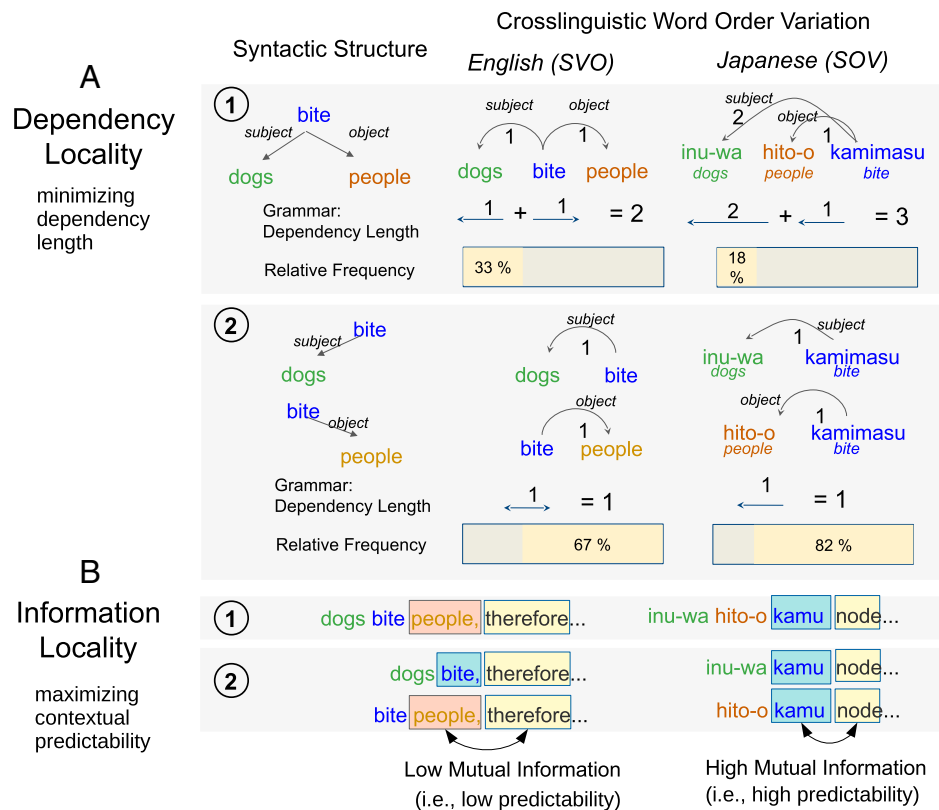 Crosslinguistic Word Order Variation
Syntactic Structure
English (SVO)
Japanese (SOV)
A
Dependency
Locality
minimizing
dependency
length
1
bite
subject
object
dogs
people
subject
object
1
1
dogs
bite
people
subject
2
object
1
inu-wa
hito-o
kamimasu
dogs
people
bite
Grammar:
Dependency Length
1 + 1 = 2
2 + 1 = 3
Relative Frequency
33 %
18
%
2
bite
subject
dogs
bite
object
people
subject
1
dogs
bite
object
1
bite
people
subject
1
inu-wa
kamimasu
dogs
bite
object
1
hito-o
kamimasu
people
bite
Grammar:
Dependency Length
1 = 1
1 = 1
Relative Frequency
67 %
82 %
B
Information
Locality
maximizing
contextual
predictability
1
dogs bite people, therefore...
inu-wa hito-o kamu node...
2
dogs bite, therefore...
inu-wa kamu node...
bite people, therefore...
hito-o kamu node...
Low Mutual Information
(i.e., low predictability)
High Mutual Information
(i.e., high predictability)